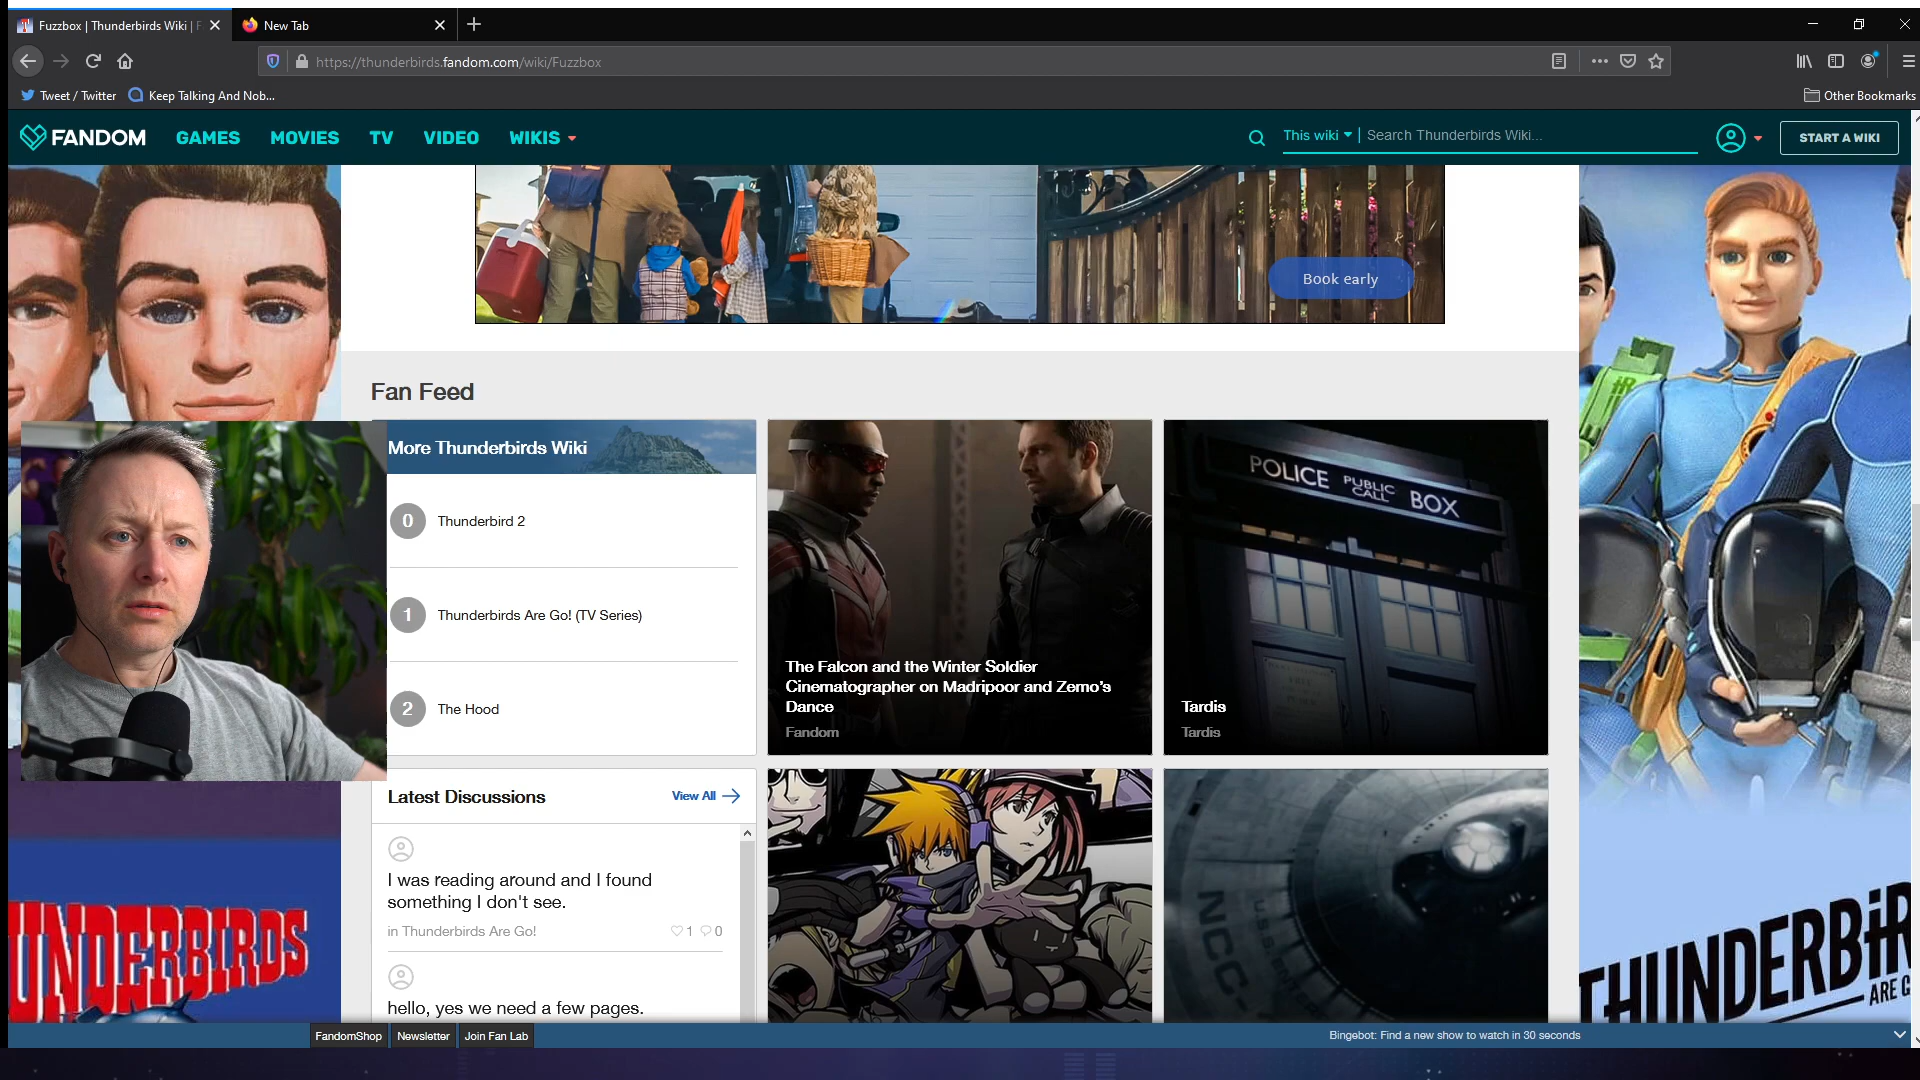 Fuzzbox | Thunderbirds Wiki | F
New Tab
https://thunderbirds.fandom.com/wiki/Fuzzbox
Tweet / Twitter
Keep Talking And Nob...
Other Bookmarks
FANDOM
GAMES
MOVIES
TV
VIDEO
WIKIS
This wiki
Search Thunderbirds Wiki...
START A WIKI
Book early
Fan Feed
More Thunderbirds Wiki
0 Thunderbird 2
1 Thunderbirds Are Go! (TV Series)
2 The Hood
POLICE PUBLIC CALL BOX
The Falcon and the Winter Soldier
Cinematographer on Madripoor and Zemo's
Dance
Fandom
Tardis
Tardis
Latest Discussions
View All
I was reading around and I found
something I don't see.
in Thunderbirds Are Go!
1 0
hello, yes we need a few pages.
NCC-
UNDERBIRDS
THUNDERBiR
ARE G
FandomShop
Newsletter
Join Fan Lab
Bingebot: Find a new show to watch in 30 seconds